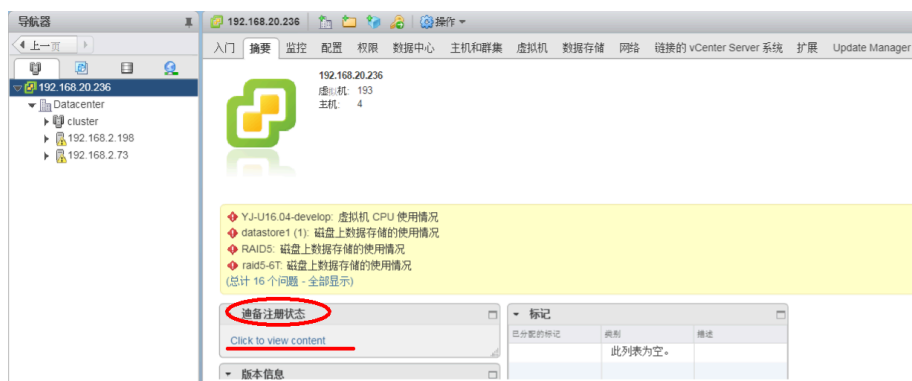 导航器
192.168.20.236
操作
上一页
入门 摘要 监控 配置 权限 数据中心 主机和群集 虚拟机 数据存储 网络 链接的 vCenter Server 系统 扩展 Update Manager
192.168.20.236
Datacenter
cluster
192.168.2.198
192.168.2.73
192.168.20.236
虚拟机: 193
主机: 4
YJ-U16.04-develop: 虚拟机 CPU 使用情况
datastore1 (1): 磁盘上数据存储的使用情况
RAID5: 磁盘上数据存储的使用情况
raid5-6T: 磁盘上数据存储的使用情况
(总计 16 个问题 - 全部显示)
迪备注册状态
Click to view content
版本信息
标记
已分配的标记 类别 描述
此列表为空。